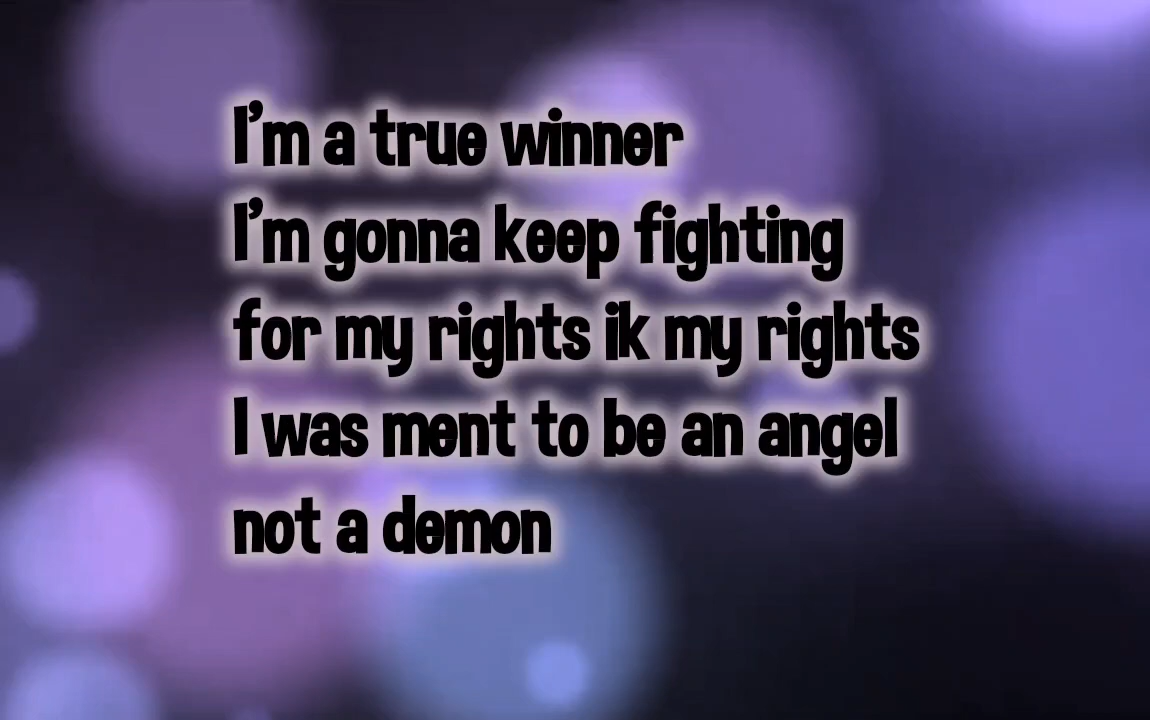 I'm a true winner
I'm gonna keep fighting
for my rights ik my rights
I was ment to be an angel
not a demon